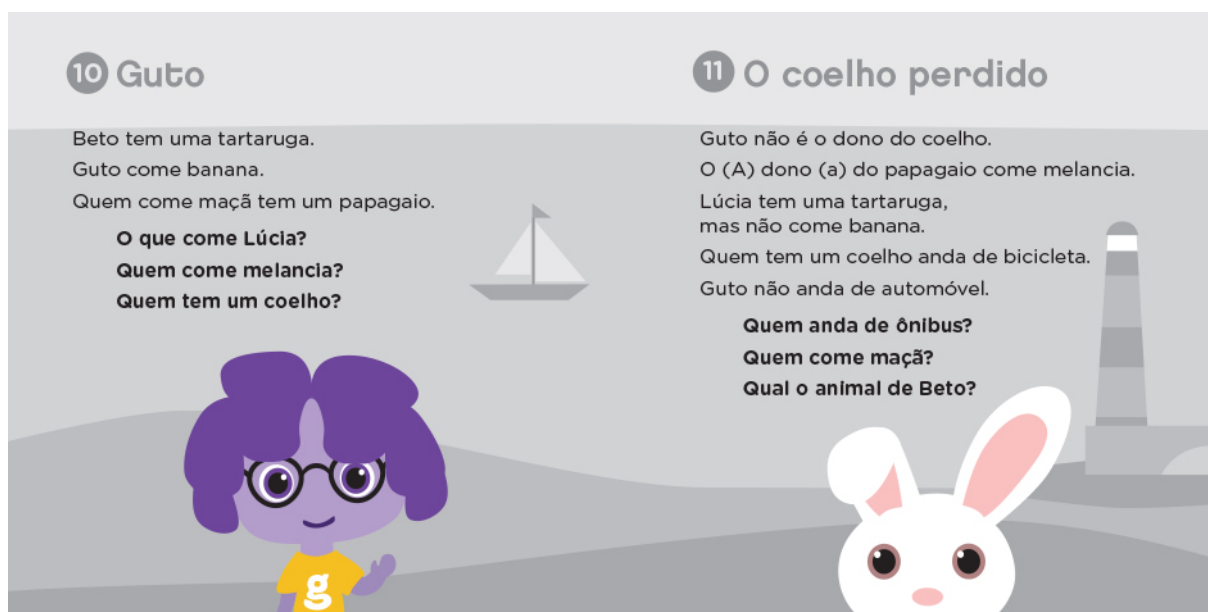 10 Guto
Beto tem uma tartaruga.
Guto come banana.
Quem come maçã tem um papagaio.
O que come Lúcia?
Quem come melancia?
Quem tem um coelho?
g
11 O coelho perdido
Guto não é o dono do coelho.
O (A) dono (a) do papagaio come melancia.
Lúcia tem uma tartaruga,
mas não come banana.
Quem tem um coelho anda de bicicleta.
Guto não anda de automóvel.
Quem anda de ônibus?
Quem come maçã?
Qual o animal de Beto?